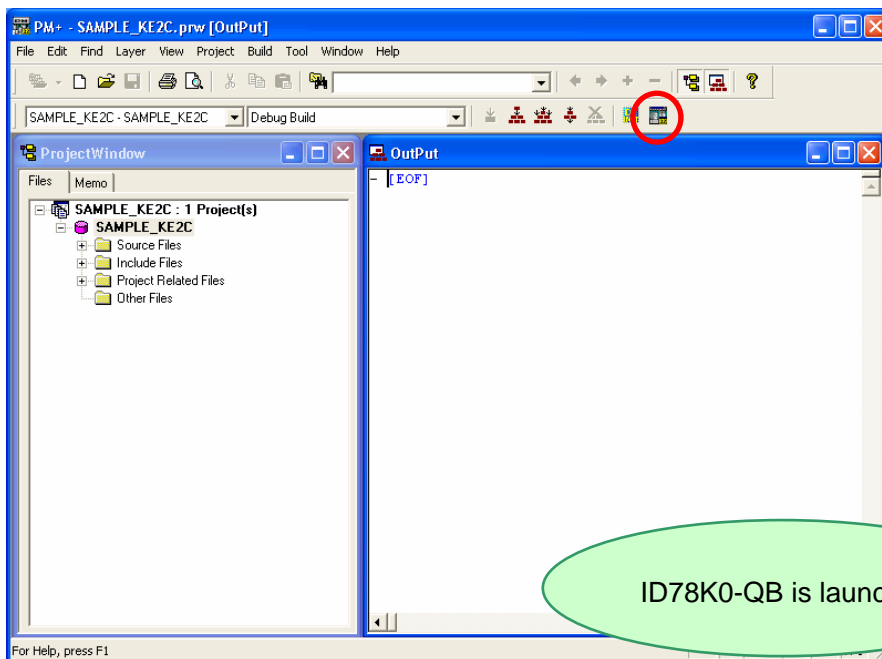 PM+ - SAMPLE_KE2C.prw [OutPut]
File Edit Find Layer View Project Build Tool Window Help
SAMPLE_KE2C - SAMPLE_KE2C Debug Build
ProjectWindow
Files Memo
SAMPLE_KE2C : 1 Project(s)
SAMPLE_KE2C
Source Files
Include Files
Project Related Files
Other Files
OutPut
[EOF]
ID78K0-QB is launc
For Help, press F1